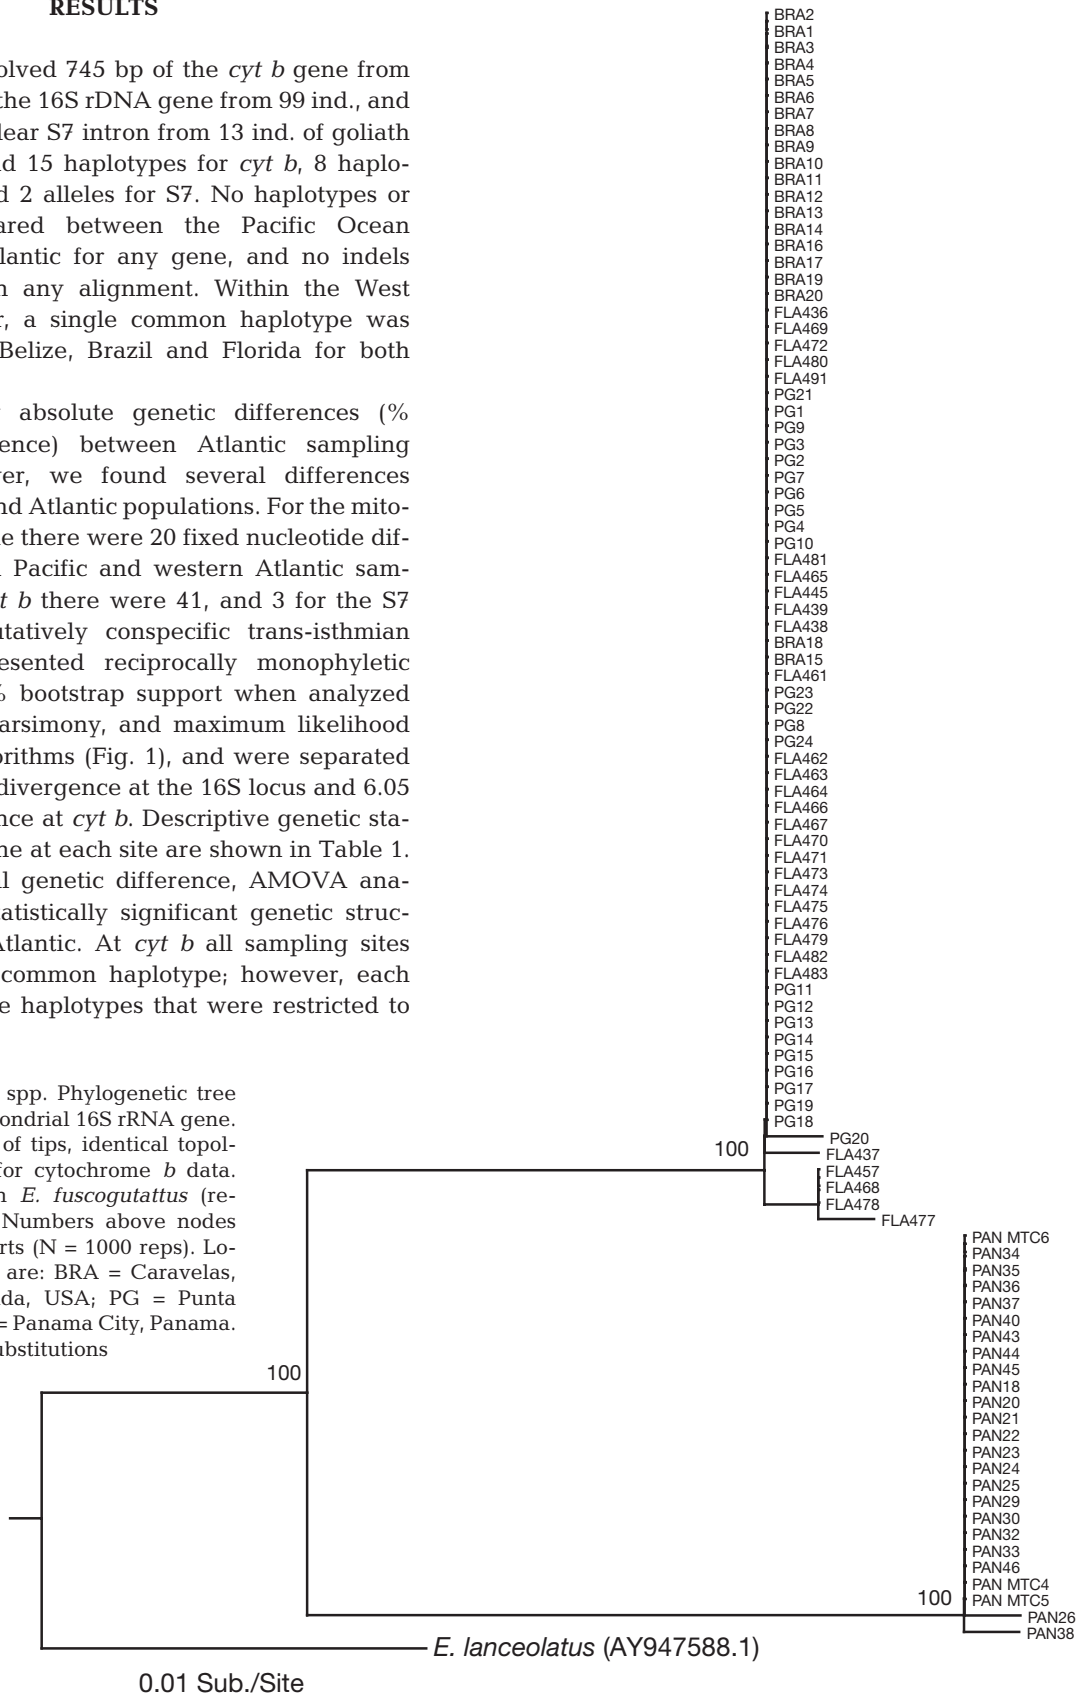 RESULTS
olved 745 bp of the cyt b gene from
the 16S rDNA gene from 99 ind., and
lear S7 intron from 13 ind. of goliath
d 15 haplotypes for cyt b, 8 haplo-
d 2 alleles for S7. No haplotypes or
ared between the Pacific Ocean
lantic for any gene, and no indels
n any alignment. Within the West
r, a single common haplotype was
Belize, Brazil and Florida for both
absolute genetic differences (%
ence) between Atlantic sampling
ver, we found several differences
nd Atlantic populations. For the mito-
e there were 20 fixed nucleotide dif-
Pacific and western Atlantic sam-
t b there were 41, and 3 for the S7
utatively conspecific trans-isthmian
esented reciprocally monophyletic
% bootstrap support when analyzed
arsimony, and maximum likelihood
orithms (Fig. 1), and were separated
divergence at the 16S locus and 6.05
nce at cyt b. Descriptive genetic sta-
ne at each site are shown in Table 1.
l genetic difference, AMOVA ana-
tatistically significant genetic struc-
Atlantic. At cyt b all sampling sites
common haplotype; however, each
e haplotypes that were restricted to
spp. Phylogenetic tree
ondrial 16S rRNA gene.
of tips, identical topol-
for cytochrome b data.
n E. fuscogutattus (re-
Numbers above nodes
rts (N = 1000 reps). Lo-
are: BRA = Caravelas,
da, USA; PG = Punta
= Panama City, Panama.
ubstitutions
BRA2
BRA1
BRA3
BRA4
BRA5
BRA6
BRA7
BRA8
BRA9
BRA10
BRA11
BRA12
BRA13
BRA14
BRA16
BRA17
BRA19
BRA20
FLA436
FLA469
FLA472
FLA480
FLA491
PG21
PG1
PG9
PG3
PG2
PG7
PG6
PG5
PG4
PG10
FLA481
FLA465
FLA445
FLA439
FLA438
BRA18
BRA15
FLA461
PG23
PG22
PG8
PG24
FLA462
FLA463
FLA464
FLA466
FLA467
FLA470
FLA471
FLA473
FLA474
FLA475
FLA476
FLA479
FLA482
FLA483
PG11
PG12
PG13
PG14
PG15
PG16
PG17
PG19
PG18
PG20
100
FLA437
FLA457
FLA468
FLA478
FLA477
PAN MTC6
PAN34
PAN35
PAN36
PAN37
PAN40
PAN43
PAN44
PAN45
100
PAN18
PAN20
PAN21
PAN22
PAN23
PAN24
PAN25
PAN29
PAN30
PAN32
PAN33
PAN46
PAN MTC4
100
PAN MTC5
PAN26
PAN38
E. lanceolatus (AY947588.1)
0.01 Sub./Site